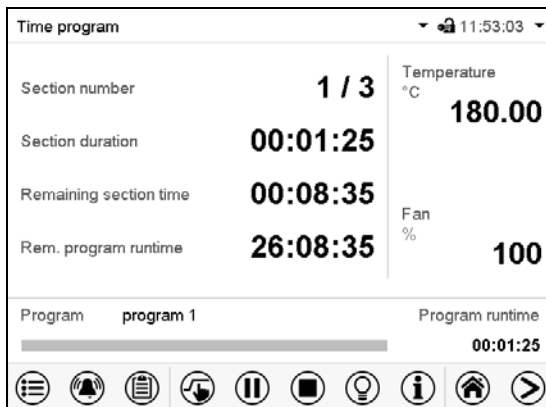 Time program 11:53:03
Section number 1 / 3
Section duration 00:01:25
Remaining section time 00:08:35
Rem. program runtime 26:08:35
Temperature
°C
180.00
Fan
%
100
Program program 1 Program runtime
00:01:25